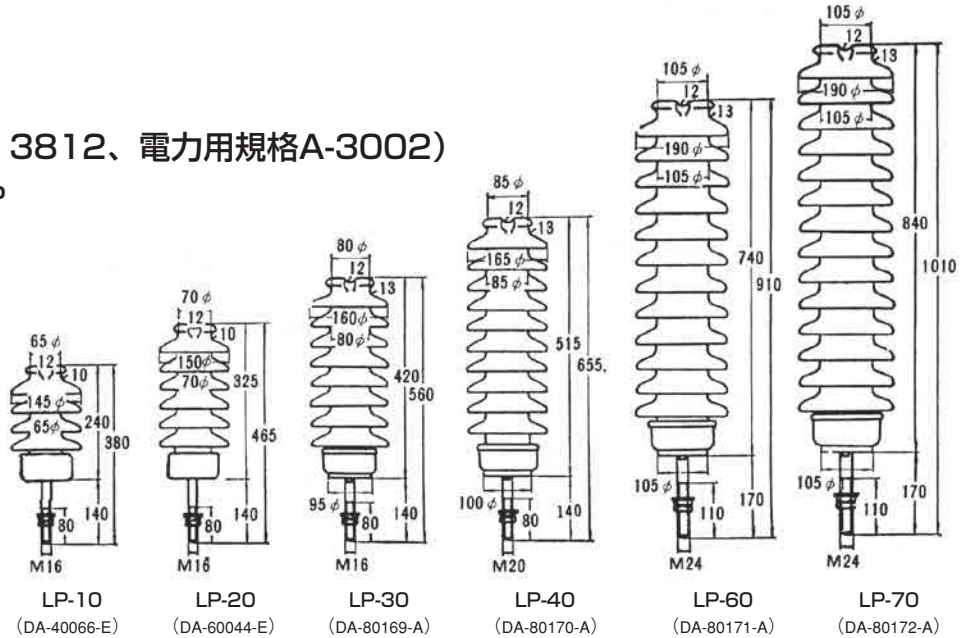 3812、電力用規格A-3002)
LP-10
(DA-40066-E)
65φ
12
10
145φ
65φ
240
380
80
140
M16
LP-20
(DA-60044-E)
70φ
12
10
150φ
70φ
325
465
80
140
M16
LP-30
(DA-80169-A)
80φ
12
13
160φ
80φ
420
560
95φ
80
140
M16
LP-40
(DA-80170-A)
85φ
12
13
165φ
85φ
515
655.
100φ
80
140
M20
LP-60
(DA-80171-A)
105φ
12
13
190φ
105φ
740
910
105φ
110
170
M24
LP-70
(DA-80172-A)
105φ
12
13
190φ
105φ
840
1010
105φ
110
170
M24